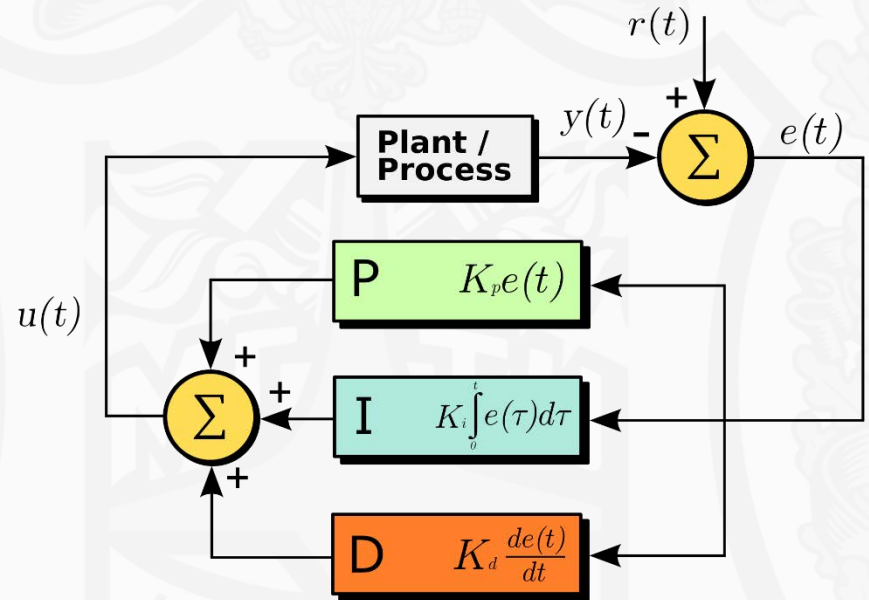 r(t)
+
Plant /
Process
y(t)
-
Σ
e(t)
P K_p e(t)
u(t)
+
Σ
+
I K_i ∫_0^t e(τ)dτ
+
D K_d de(t)/dt